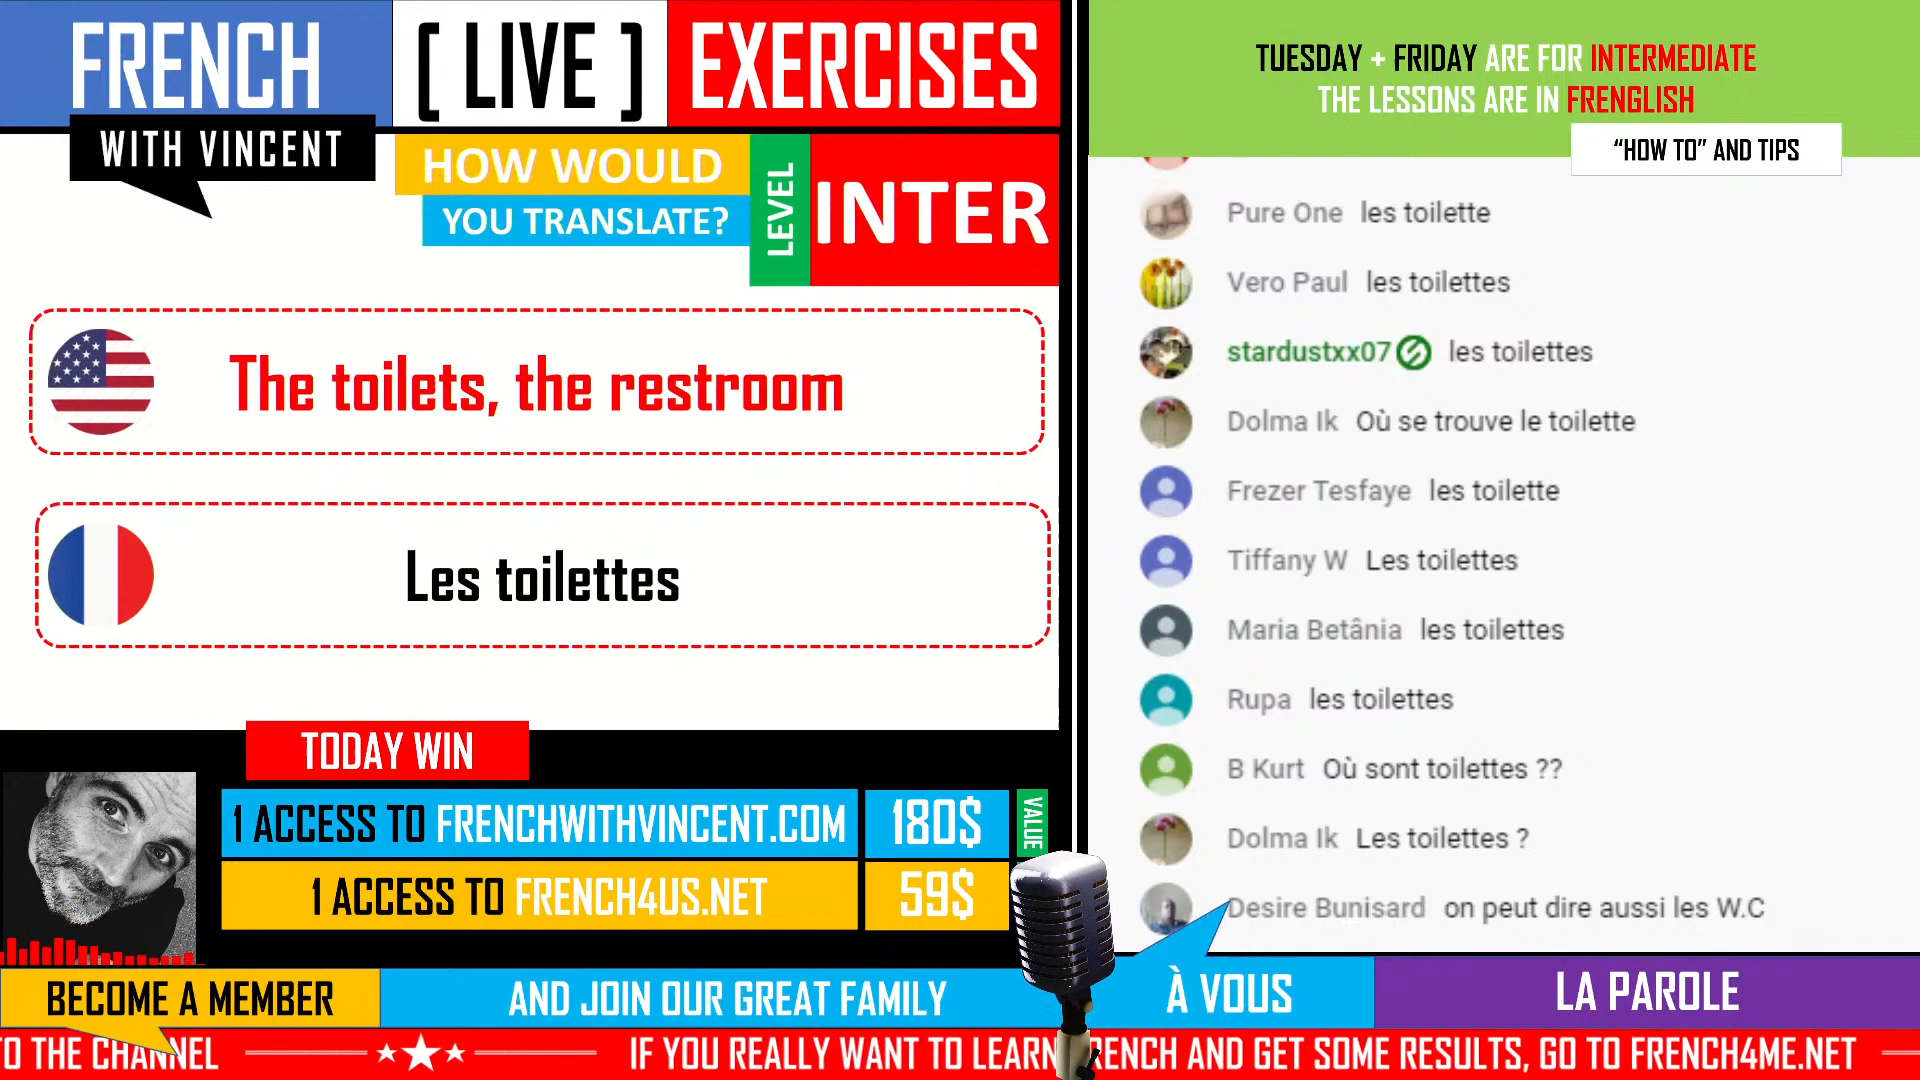 FRENCH
[ LIVE ]
EXERCISES
WITH VINCENT
HOW WOULD
YOU TRANSLATE?
LEVEL
INTER
The toilets, the restroom
Les toilettes
TODAY WIN
1 ACCESS TO FRENCHWITHVINCENT.COM 180$
VALUE
1 ACCESS TO FRENCH4US.NET 59$
TUESDAY + FRIDAY ARE FOR INTERMEDIATE
THE LESSONS ARE IN FRENGLISH
“HOW TO” AND TIPS
Pure One les toilette
Vero Paul les toilettes
stardustxx07 les toilettes
Dolma Ik Où se trouve le toilette
Frezer Tesfaye les toilette
Tiffany W Les toilettes
Maria Betânia les toilettes
Rupa les toilettes
B Kurt Où sont toilettes ??
Dolma Ik Les toilettes ?
Desire Bunisard on peut dire aussi les W.C
BECOME A MEMBER
AND JOIN OUR GREAT FAMILY
À VOUS
LA PAROLE
TO THE CHANNEL IF YOU REALLY WANT TO LEARN FRENCH AND GET SOME RESULTS, GO TO FRENCH4ME.NET